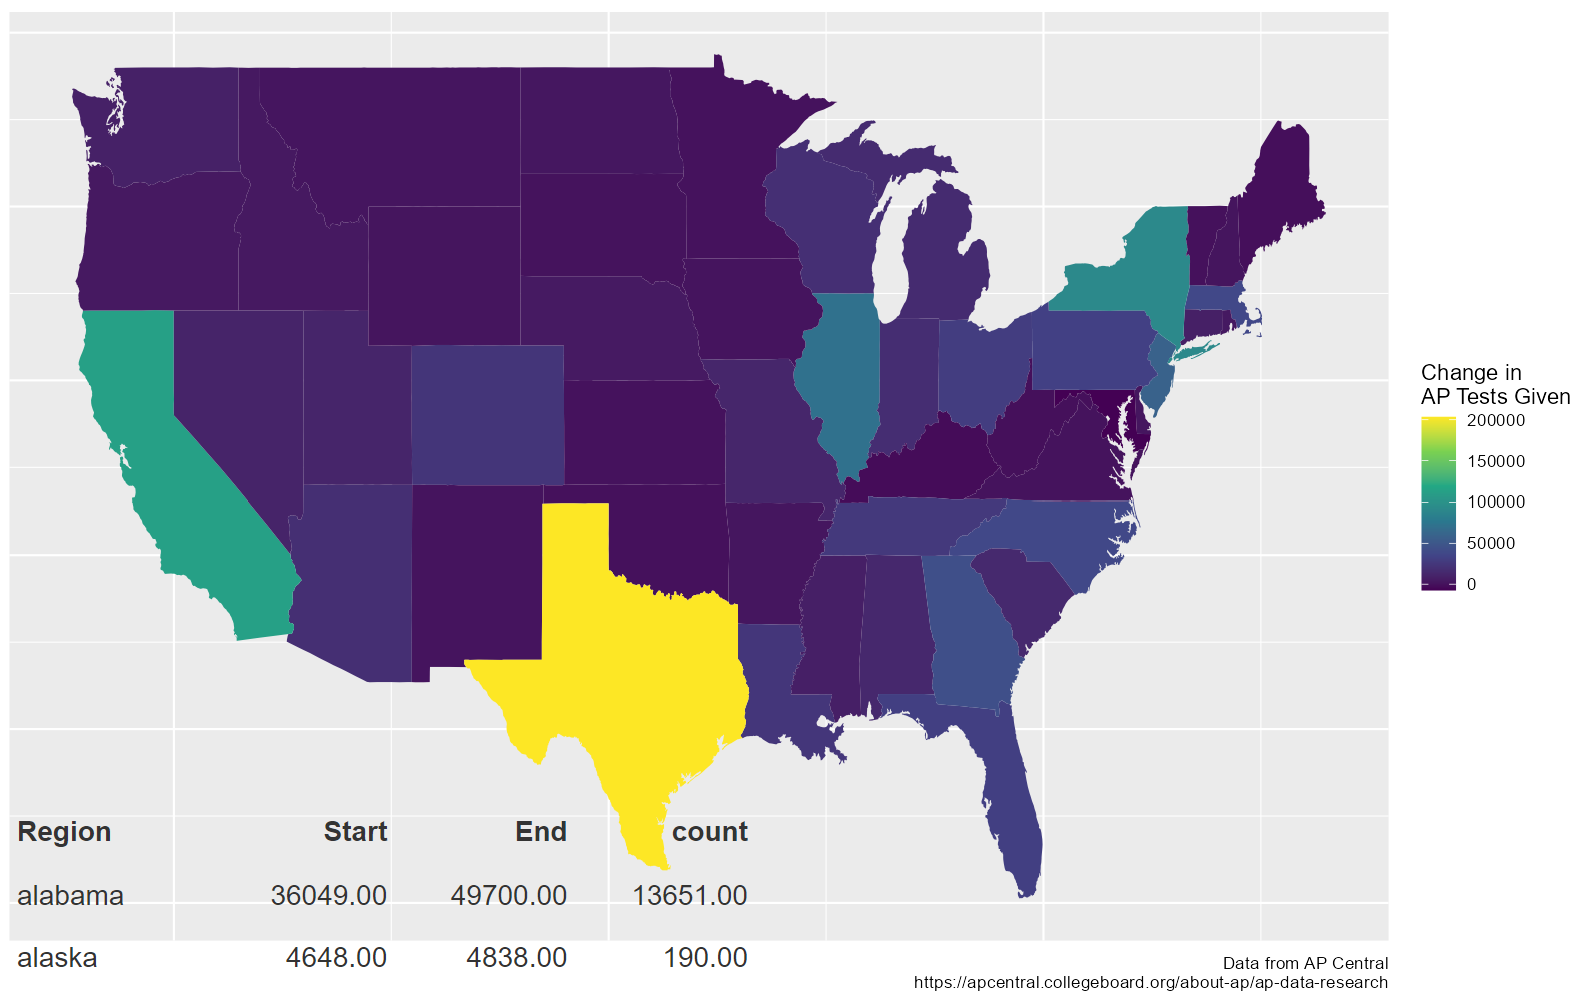 Change in
AP Tests Given
200000
150000
100000
50000
0
Region Start End count
alabama 36049.00 49700.00 13651.00
alaska 4648.00 4838.00 190.00
Data from AP Central
https://apcentral.collegeboard.org/about-ap/ap-data-research